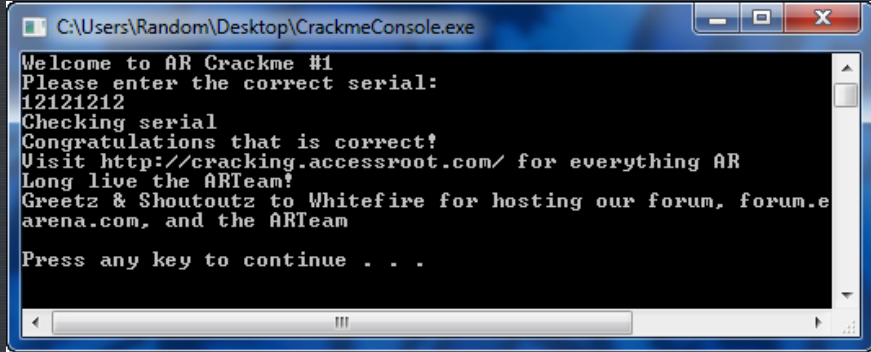 C:\Users\Random\Desktop\CrackmeConsole.exe
Welcome to AR Crackme #1
Please enter the correct serial:
12121212
Checking serial
Congratulations that is correct!
Visit http://cracking.accessroot.com/ for everything AR
Long live the ARTeam!
Greetz & Shoutoutz to Whitefire for hosting our forum, forum.e
arena.com, and the ARTeam
Press any key to continue . . .